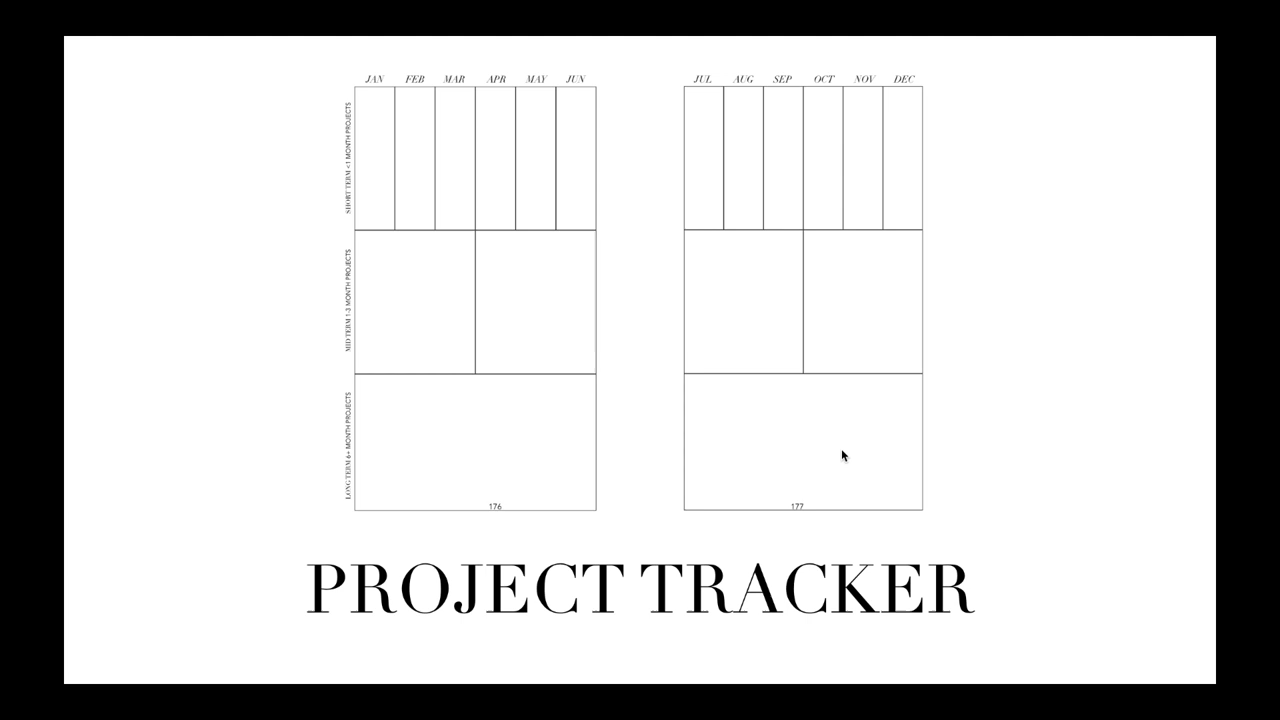 JAN FEB MAR APR MAY JUN
SHORT TERM <1 MONTH PROJECTS
MID TERM 1-3 MONTH PROJECTS
LONG TERM 6+ MONTH PROJECTS
176
JUL AUG SEP OCT NOV DEC
177
PROJECT TRACKER